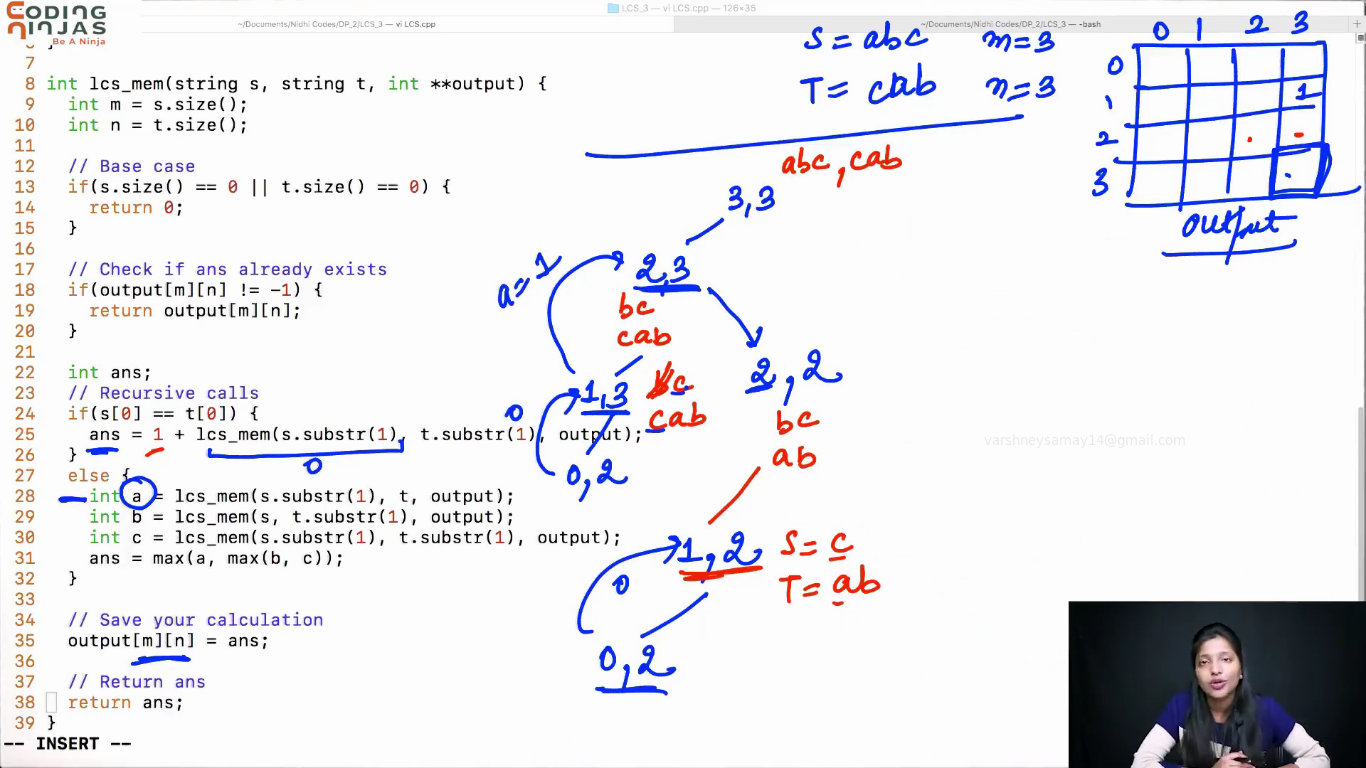 CODING
NINJAS
Be A Ninja
LCS_3 — vi LCS.cpp — 126×35
~/Documents/Nidhi Codes/DP_2/LCS_3 — vi LCS.cpp
~/Documents/Nidhi Codes/DP_2/LCS_3 — -bash
6 }
7
8 int lcs_mem(string s, string t, int **output) {
9 int m = s.size();
10 int n = t.size();
11
12 // Base case
13 if(s.size() == 0 || t.size() == 0) {
14 return 0;
15 }
16
17 // Check if ans already exists
18 if(output[m][n] != -1) {
19 return output[m][n];
20 }
21
22 int ans;
23 // Recursive calls
24 if(s[0] == t[0]) {
25 ans = 1 + lcs_mem(s.substr(1), t.substr(1), output);
0
26 }
27 else {
28 int a = lcs_mem(s.substr(1), t, output);
29 int b = lcs_mem(s, t.substr(1), output);
30 int c = lcs_mem(s.substr(1), t.substr(1), output);
31 ans = max(a, max(b, c));
32 }
33
34 // Save your calculation
35 output[m][n] = ans;
36
37 // Return ans
38 return ans;
39 }
-- INSERT --
S = abc m=3
T = cab n=3
abc, cab
3,3
a=1
2,3
bc
cab
1,3
bc
cab
0
0,2
2,2
bc
ab
1,2
S = c
T = ab
0
0,2
0 1 2 3
0
1 1
2
3
output
varshneysamay14@gmail.com